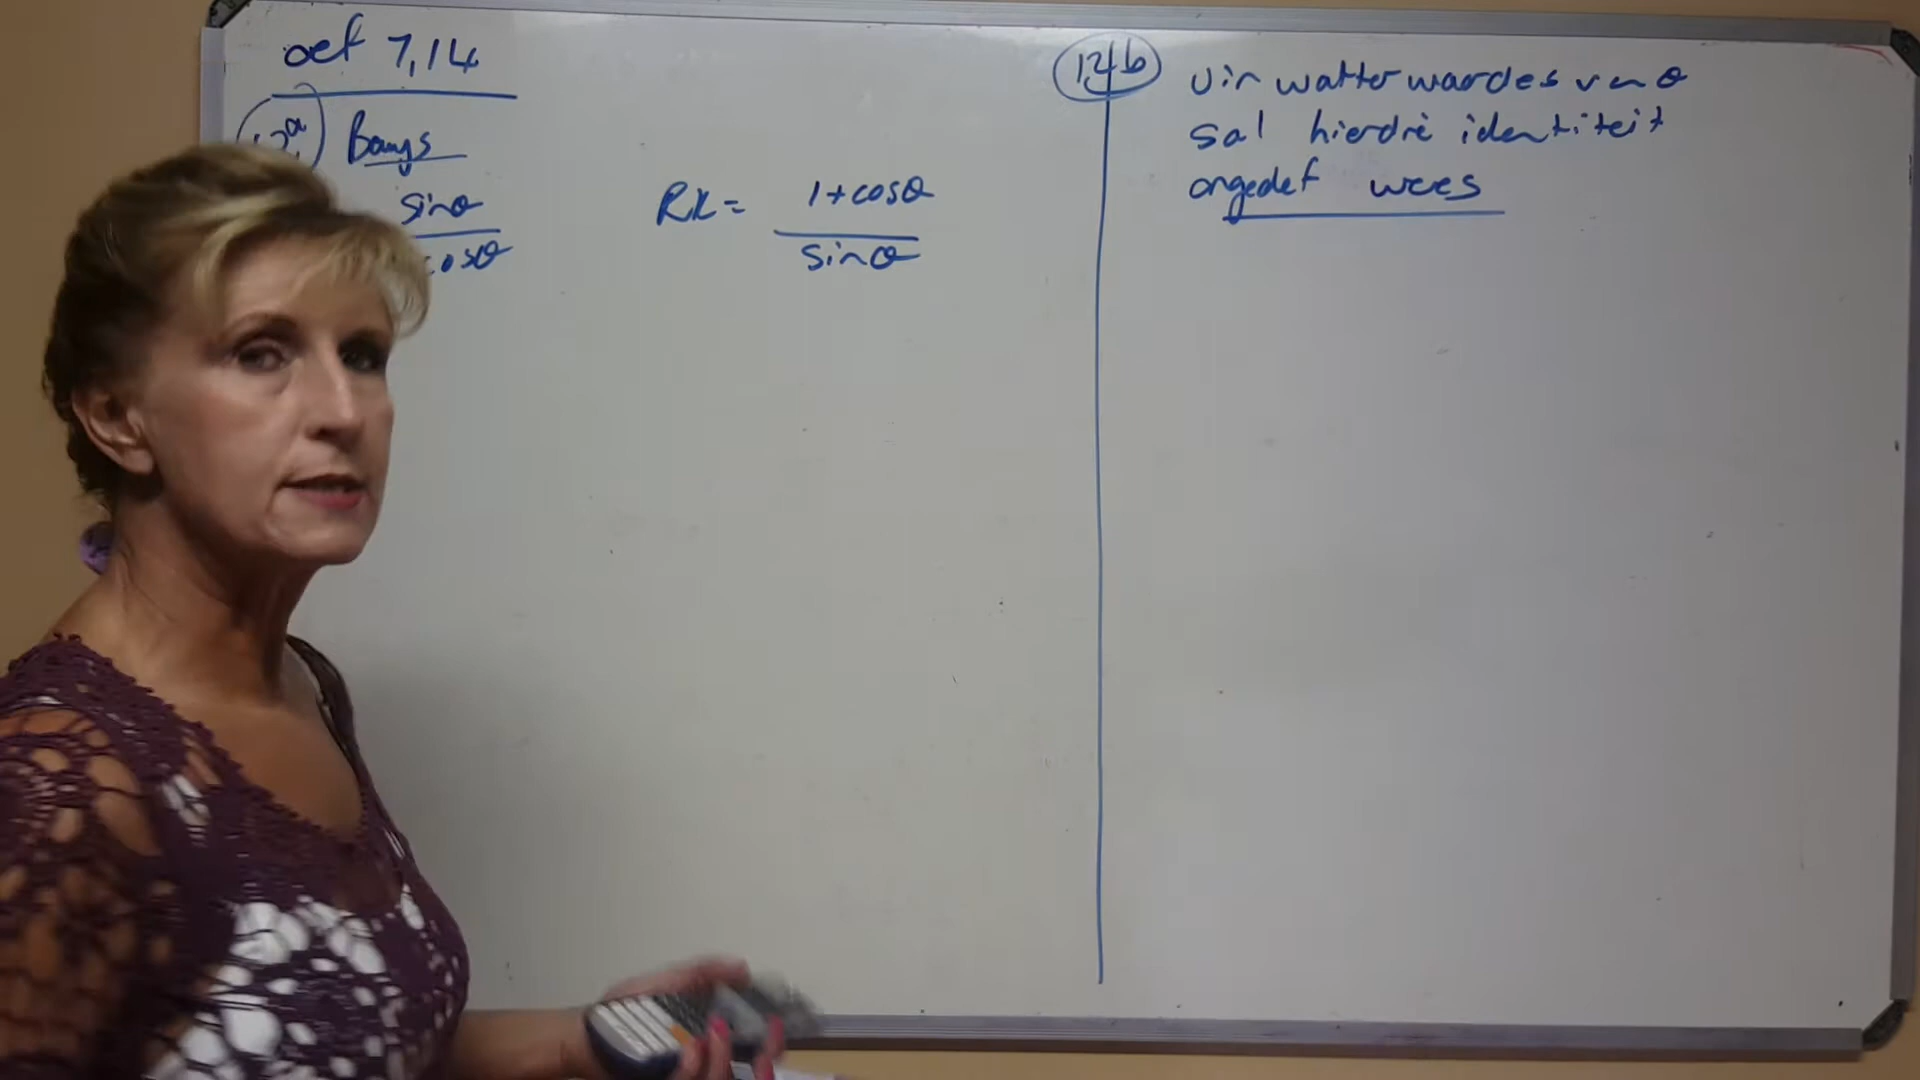 oef 7,14
Bewys
sinθ
cosθ
RK = 1+cosθ
sinθ
12b
Vir watter waardes van θ
sal hierdie identiteit
ongedef wees